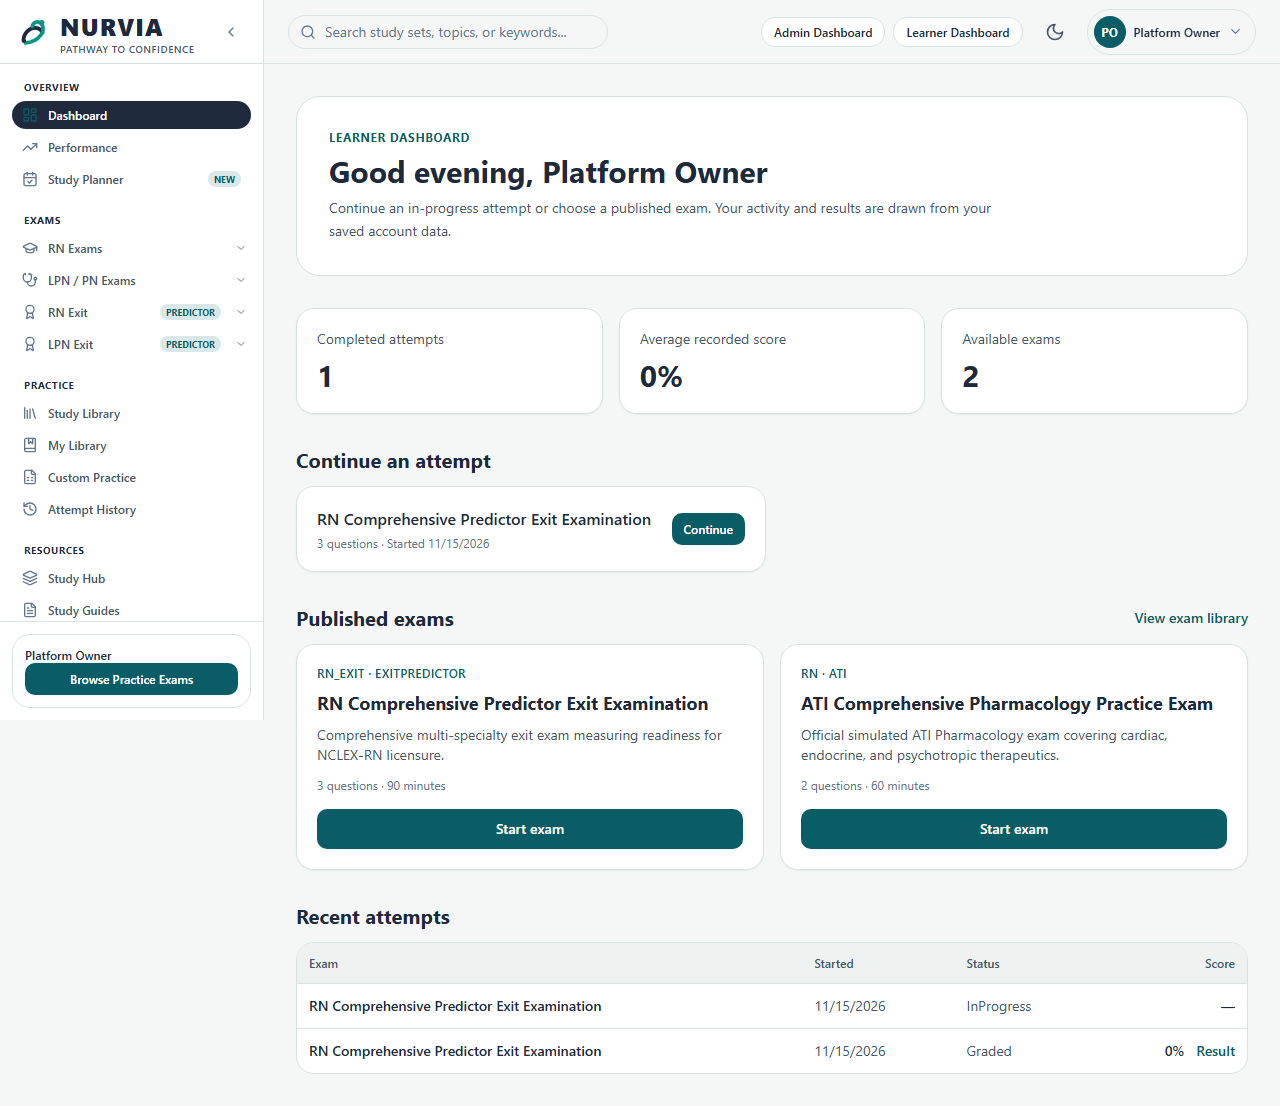 NURVIA
PATHWAY TO CONFIDENCE
OVERVIEW
Dashboard
Performance
Study Planner NEW
EXAMS
RN Exams
LPN / PN Exams
RN Exit PREDICTOR
LPN Exit PREDICTOR
PRACTICE
Study Library
My Library
Custom Practice
Attempt History
RESOURCES
Study Hub
Study Guides
Platform Owner
Browse Practice Exams
Search study sets, topics, or keywords...
Admin Dashboard
Learner Dashboard
PO Platform Owner
LEARNER DASHBOARD
Good evening, Platform Owner
Continue an in-progress attempt or choose a published exam. Your activity and results are drawn from your
saved account data.
Completed attempts
1
Average recorded score
0%
Available exams
2
Continue an attempt
RN Comprehensive Predictor Exit Examination
3 questions · Started 11/15/2026
Continue
Published exams
View exam library
RN_EXIT · EXITPREDICTOR
RN Comprehensive Predictor Exit Examination
Comprehensive multi-specialty exit exam measuring readiness for
NCLEX-RN licensure.
3 questions · 90 minutes
Start exam
RN · ATI
ATI Comprehensive Pharmacology Practice Exam
Official simulated ATI Pharmacology exam covering cardiac,
endocrine, and psychotropic therapeutics.
2 questions · 60 minutes
Start exam
Recent attempts
Exam Started Status Score
RN Comprehensive Predictor Exit Examination 11/15/2026 InProgress —
RN Comprehensive Predictor Exit Examination 11/15/2026 Graded 0% Result